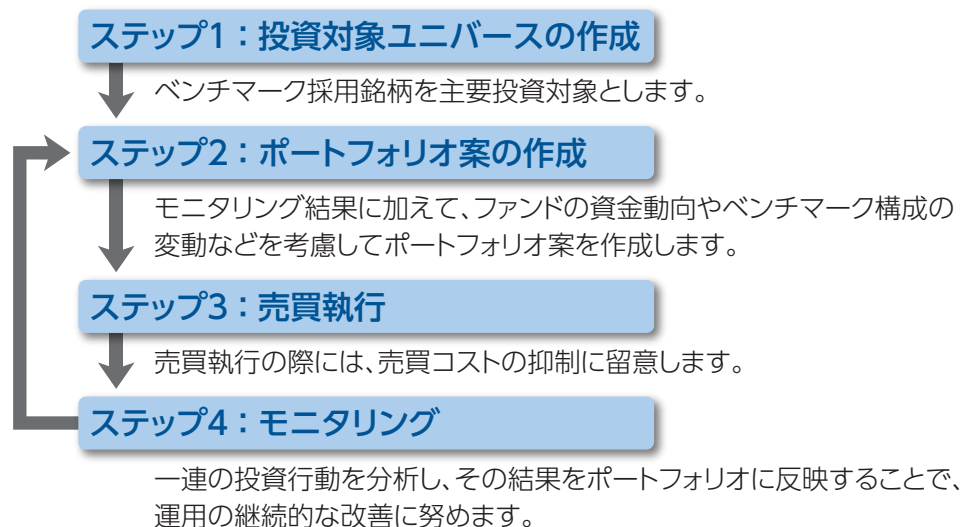 ステップ1：投資対象ユニバースの作成
ベンチマーク採用銘柄を主要投資対象とします。
ステップ2：ポートフォリオ案の作成
モニタリング結果に加えて、ファンドの資金動向やベンチマーク構成の
変動などを考慮してポートフォリオ案を作成します。
ステップ3：売買執行
売買執行の際には、売買コストの抑制に留意します。
ステップ4：モニタリング
一連の投資行動を分析し、その結果をポートフォリオに反映することで、
運用の継続的な改善に努めます。